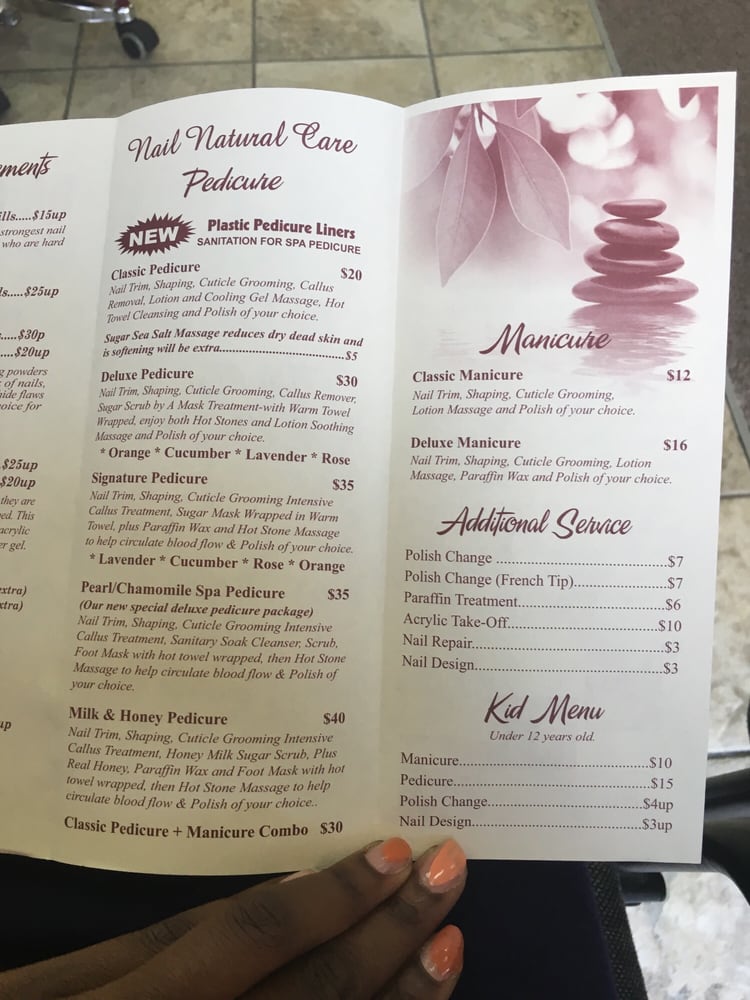 ements
ills.....$15up
strongest nail
who are hard
ls.....$25up
$30p
....$20up
g powders
of nails,
hide flaws
oice for
$25up
$20up
they are
ed. This
acrylic
er gel.
extra)
xtra)
up
Nail Natural Care
Pedicure
NEW Plastic Pedicure Liners
SANITATION FOR SPA PEDICURE
Classic Pedicure $20
Nail Trim, Shaping, Cuticle Grooming, Callus
Removal, Lotion and Cooling Gel Massage, Hot
Towel Cleansing and Polish of your choice.
Sugar Sea Salt Massage reduces dry dead skin and
is softening will be extra....................................$5
Deluxe Pedicure $30
Nail Trim, Shaping, Cuticle Grooming, Callus Remover,
Sugar Scrub by A Mask Treatment-with Warm Towel
Wrapped, enjoy both Hot Stones and Lotion Soothing
Massage and Polish of your choice.
* Orange * Cucumber * Lavender * Rose
Signature Pedicure $35
Nail Trim, Shaping, Cuticle Grooming Intensive
Callus Treatment, Sugar Mask Wrapped in Warm
Towel, plus Paraffin Wax and Hot Stone Massage
to help circulate blood flow & Polish of your choice.
* Lavender * Cucumber * Rose * Orange
Pearl/Chamomile Spa Pedicure $35
(Our new special deluxe pedicure package)
Nail Trim, Shaping, Cuticle Grooming Intensive
Callus Treatment, Sanitary Soak Cleanser, Scrub,
Foot Mask with hot towel wrapped, then Hot Stone
Massage to help circulate blood flow & Polish of
your choice.
Milk & Honey Pedicure $40
Nail Trim, Shaping, Cuticle Grooming Intensive
Callus Treatment, Honey Milk Sugar Scrub, Plus
Real Honey, Paraffin Wax and Foot Mask with hot
towel wrapped, then Hot Stone Massage to help
circulate blood flow & Polish of your choice..
Classic Pedicure + Manicure Combo $30
Manicure
Classic Manicure $12
Nail Trim, Shaping, Cuticle Grooming,
Lotion Massage and Polish of your choice.
Deluxe Manicure $16
Nail Trim, Shaping, Cuticle Grooming, Lotion
Massage, Paraffin Wax and Polish of your choice.
Additional Service
Polish Change ............................................$7
Polish Change (French Tip)........................$7
Paraffin Treatment......................................$6
Acrylic Take-Off.......................................$10
Nail Repair.................................................$3
Nail Design................................................$3
Kid Menu
Under 12 years old.
Manicure..................................................$10
Pedicure...................................................$15
Polish Change........................................$4up
Nail Design............................................$3up